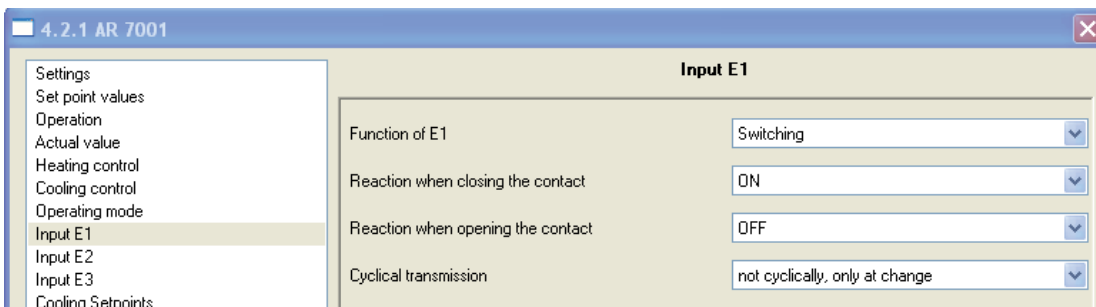 4.2.1 AR 7001
Settings
Set point values
Operation
Actual value
Heating control
Cooling control
Operating mode
Input E1
Input E2
Input E3
Cooling Setpoints
Input E1
Function of E1 Switching
Reaction when closing the contact ON
Reaction when opening the contact OFF
Cyclical transmission not cyclically, only at change